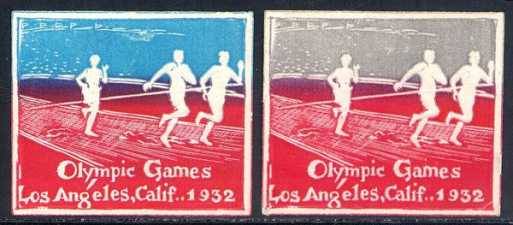 Olympic Games
Los Angeles, Calif.. 1932
Olympic Games
Los Angeles, Calif.. 1932